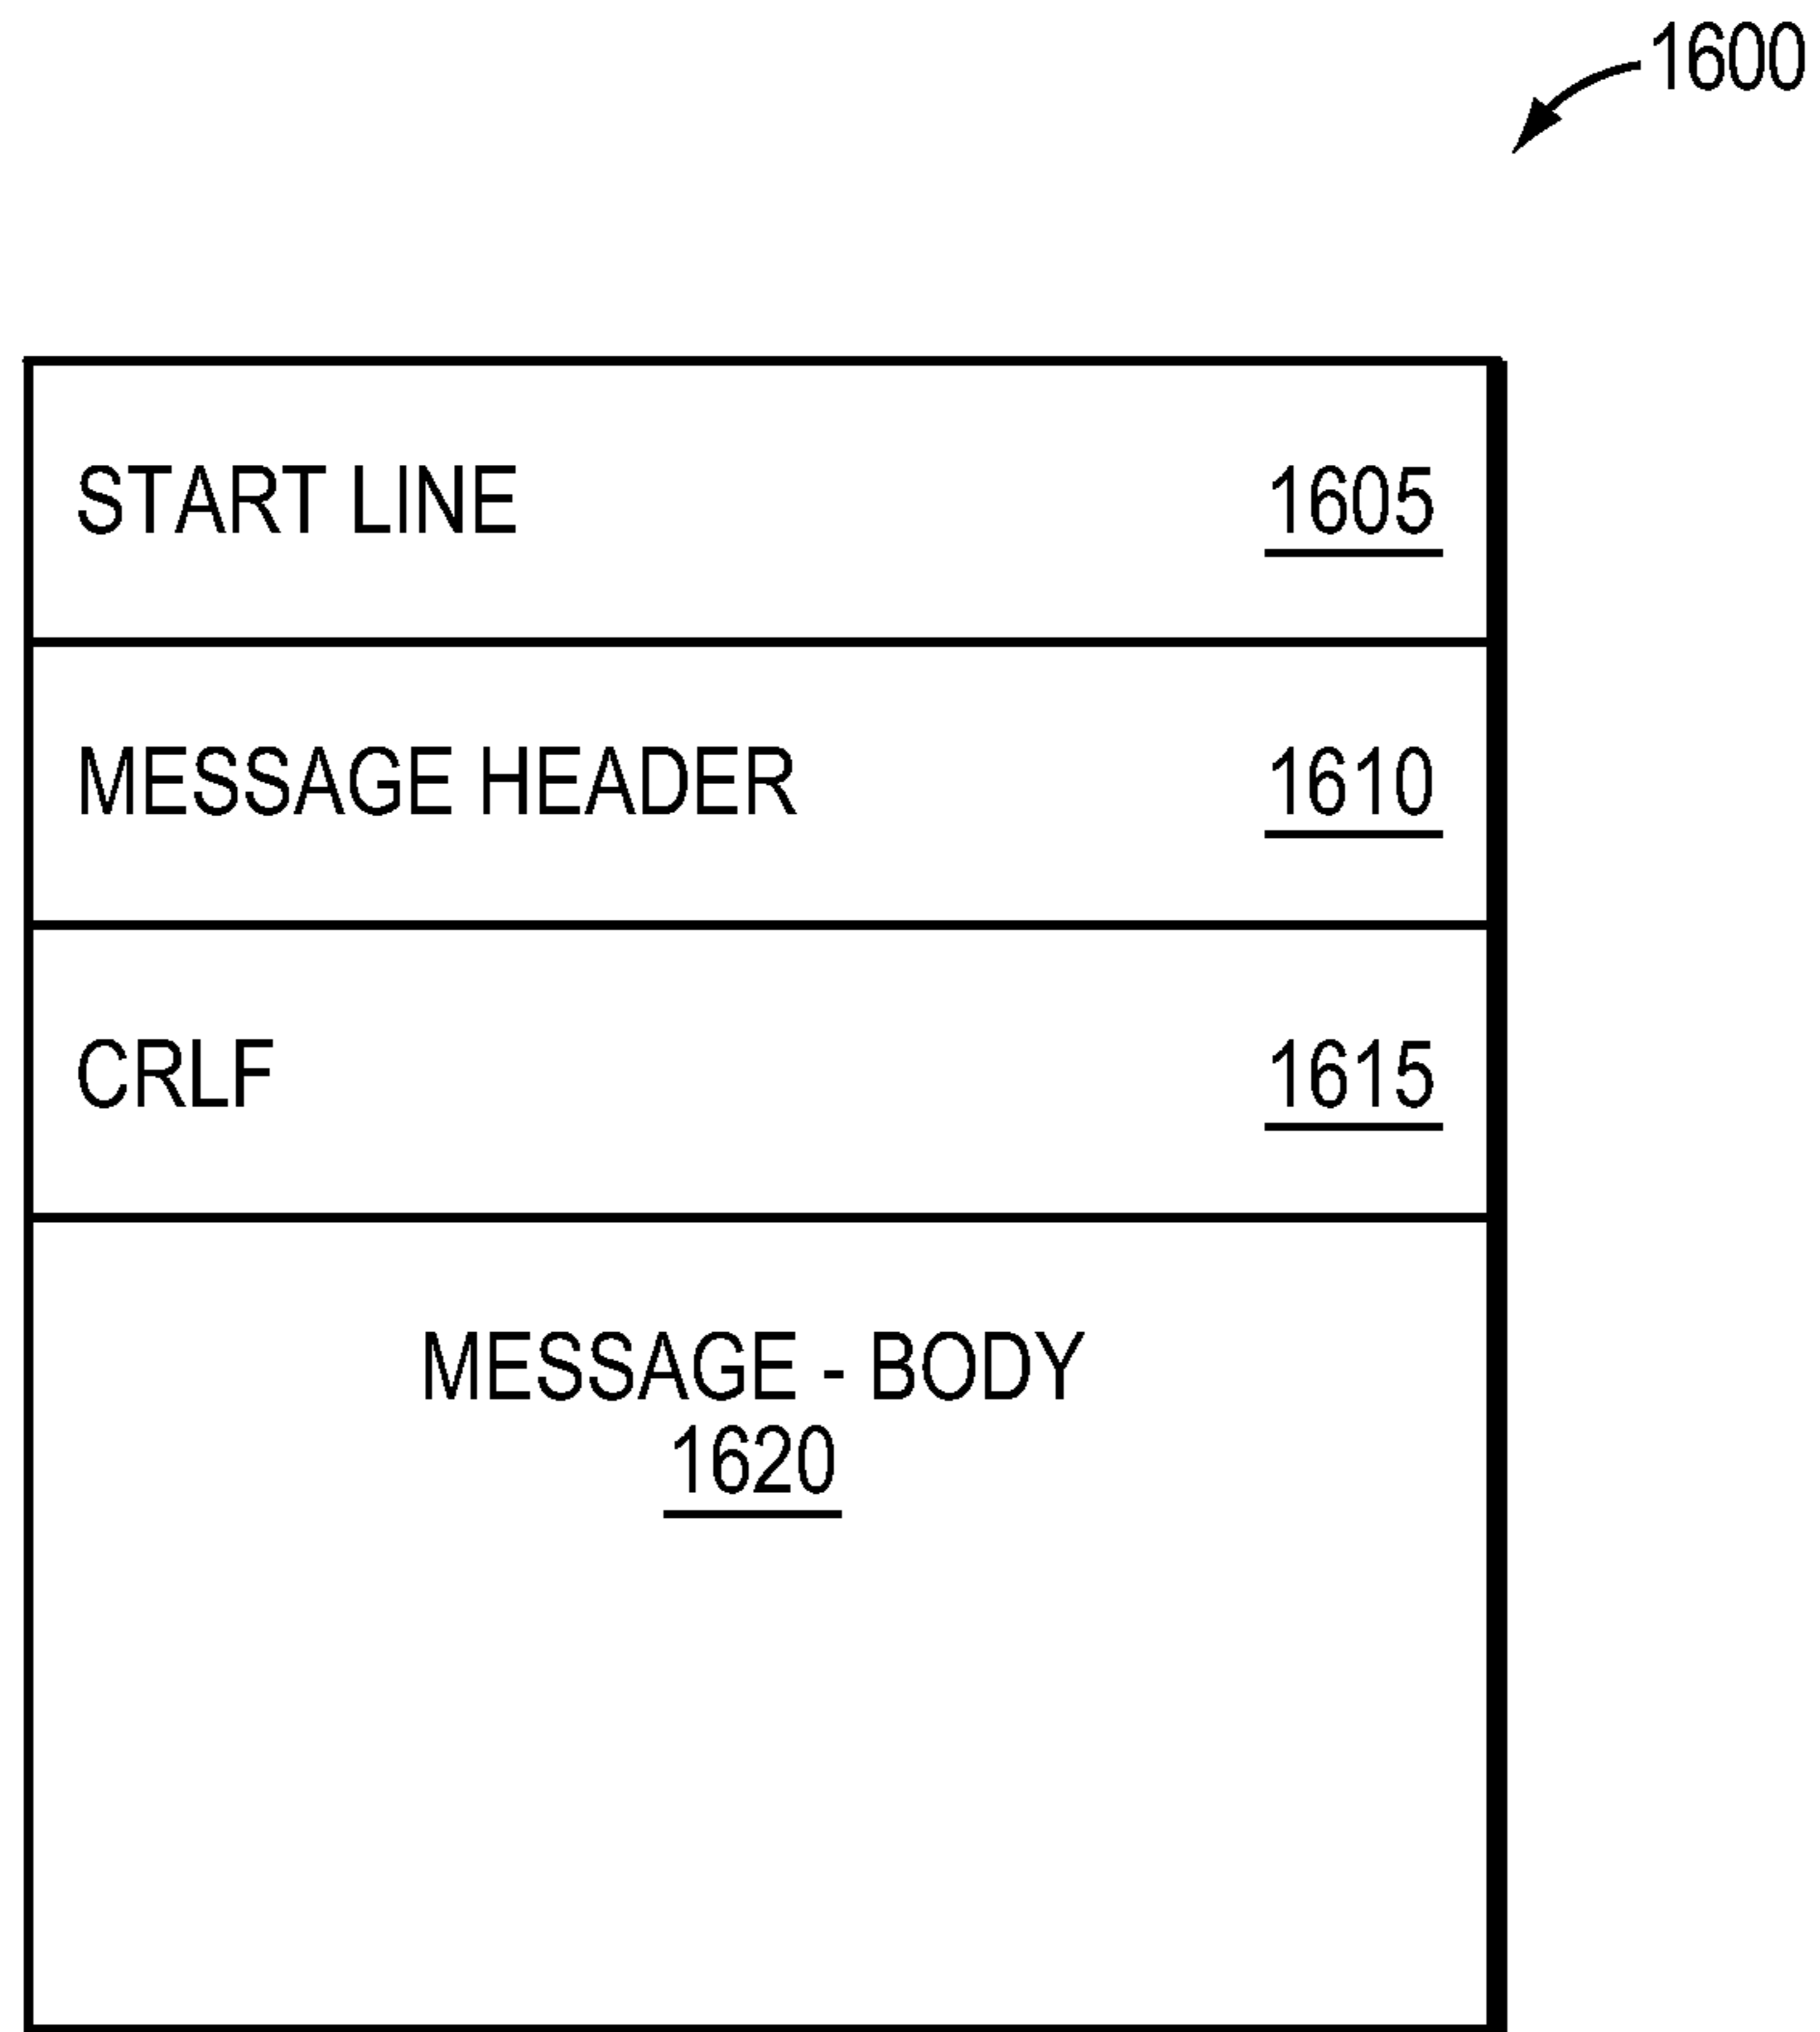 1600
START LINE 1605
MESSAGE HEADER 1610
CRLF 1615
MESSAGE - BODY
1620